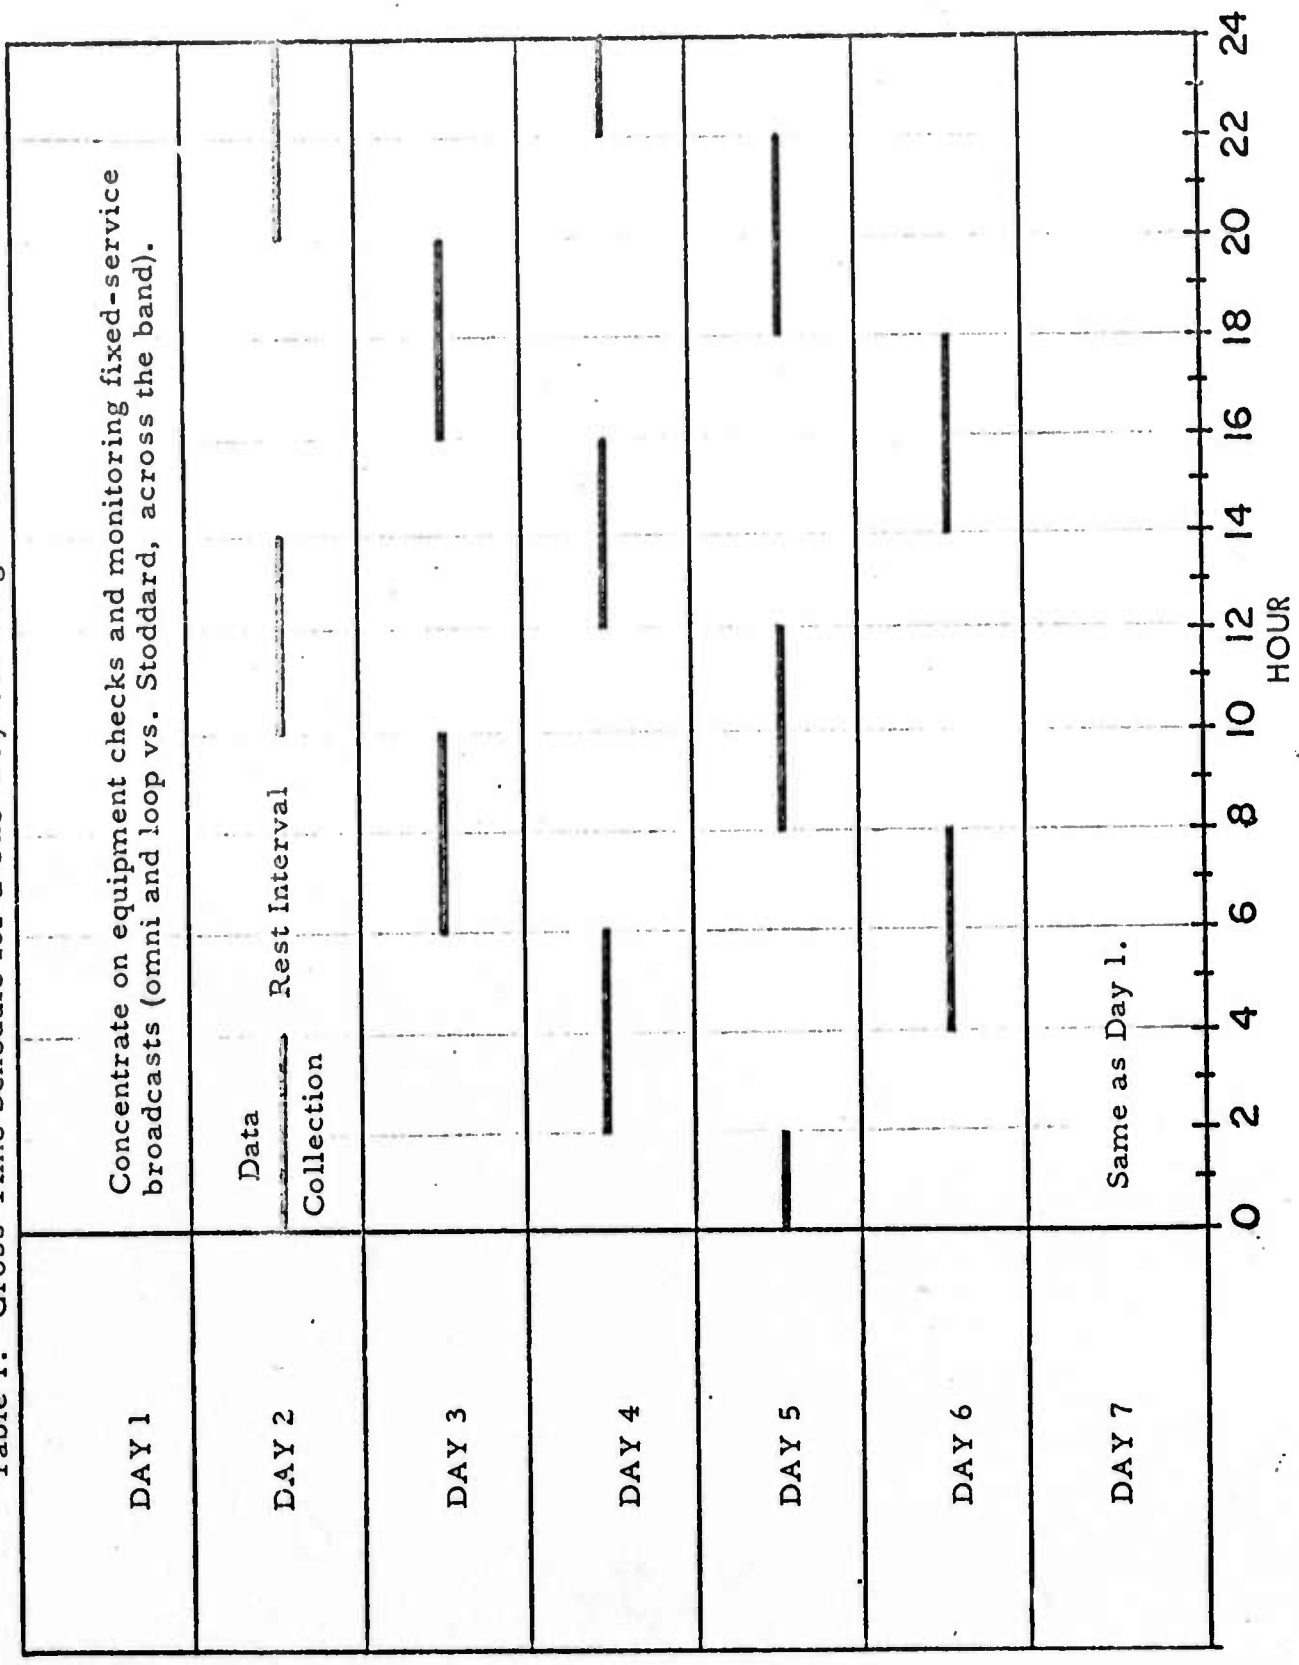 Table 1. Gross Time Schedule for
DAY 1
Concentrate on equipment checks and monitoring fixed-service
broadcasts (omni and loop vs. Stoddard, across the band).
DAY 2
Data
Collection
Rest Interval
DAY 3
DAY 4
DAY 5
DAY 6
DAY 7
Same as Day 1.
0 2 4 6 8 10 12 14 16 18 20 22 24
HOUR